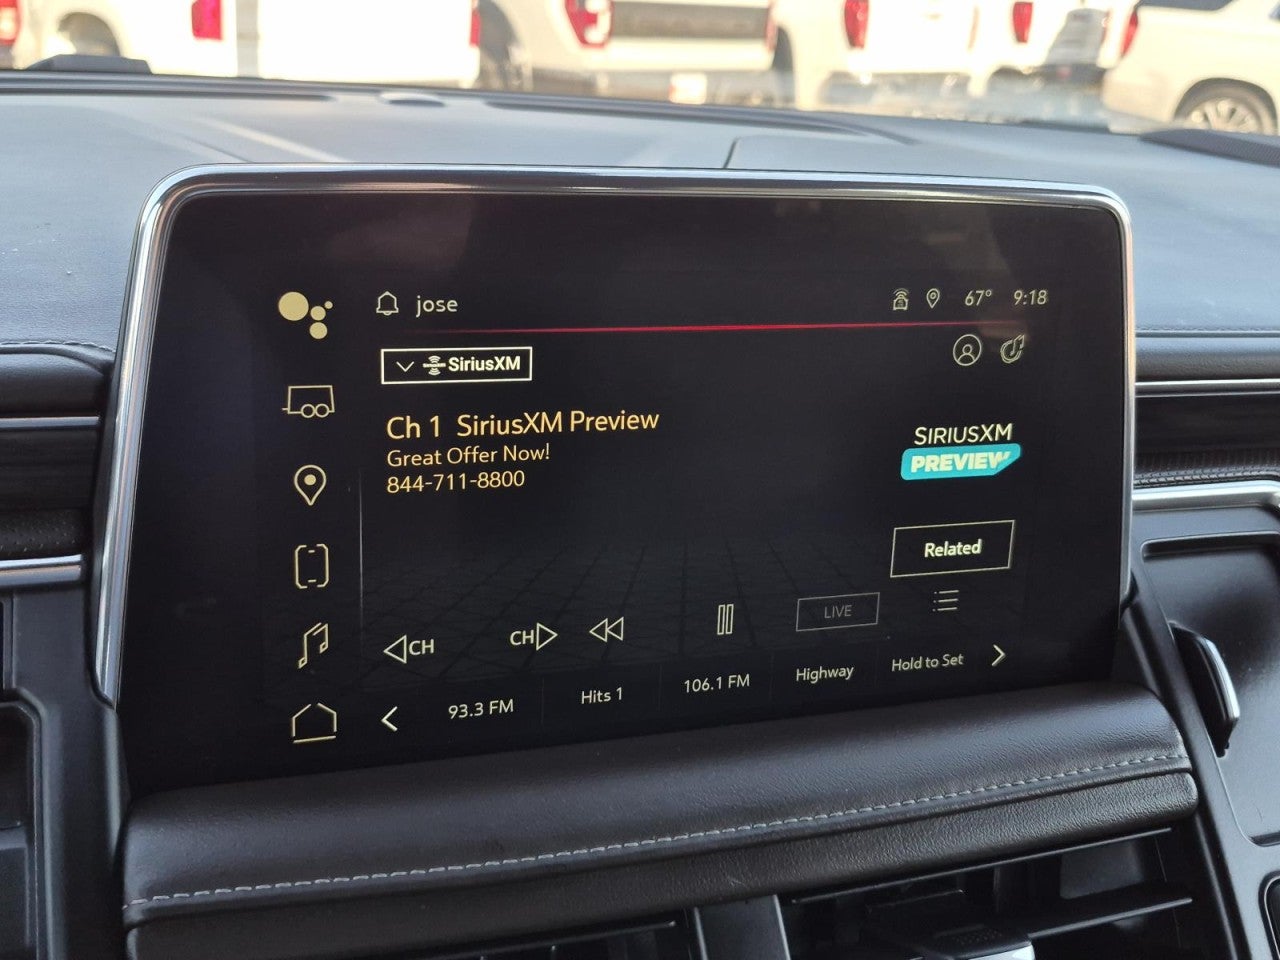 jose
67° 9:18
SiriusXM
Ch 1 SiriusXM Preview
Great Offer Now!
844-711-8800
SIRIUSXM
PREVIEW
Related
CH
CH
LIVE
93.3 FM
Hits 1
106.1 FM
Highway
Hold to Set